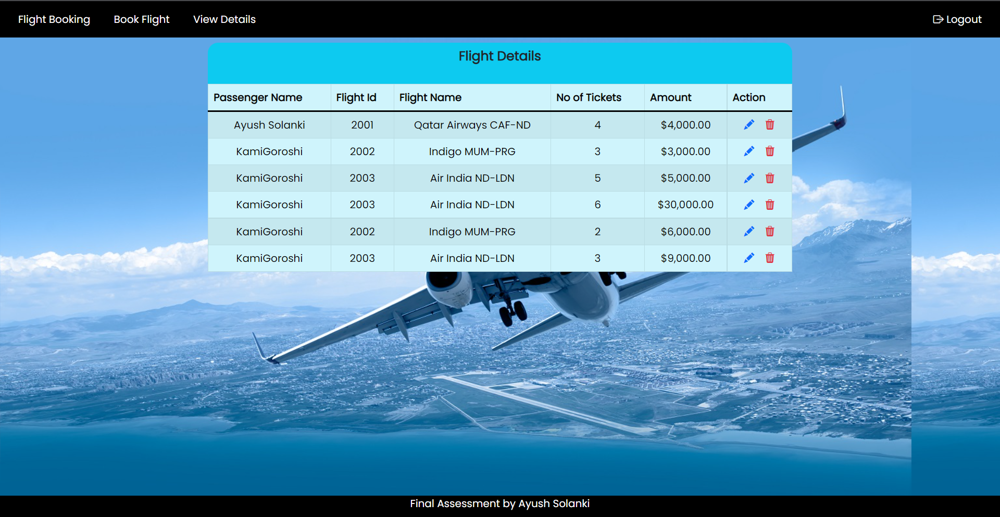 Flight Booking Book Flight View Details Logout
Flight Details
Passenger Name Flight Id Flight Name No of Tickets Amount Action
Ayush Solanki 2001 Qatar Airways CAF-ND 4 $4,000.00
KamiGoroshi 2002 Indigo MUM-PRG 3 $3,000.00
KamiGoroshi 2003 Air India ND-LDN 5 $5,000.00
KamiGoroshi 2003 Air India ND-LDN 6 $30,000.00
KamiGoroshi 2002 Indigo MUM-PRG 2 $6,000.00
KamiGoroshi 2003 Air India ND-LDN 3 $9,000.00
Final Assessment by Ayush Solanki